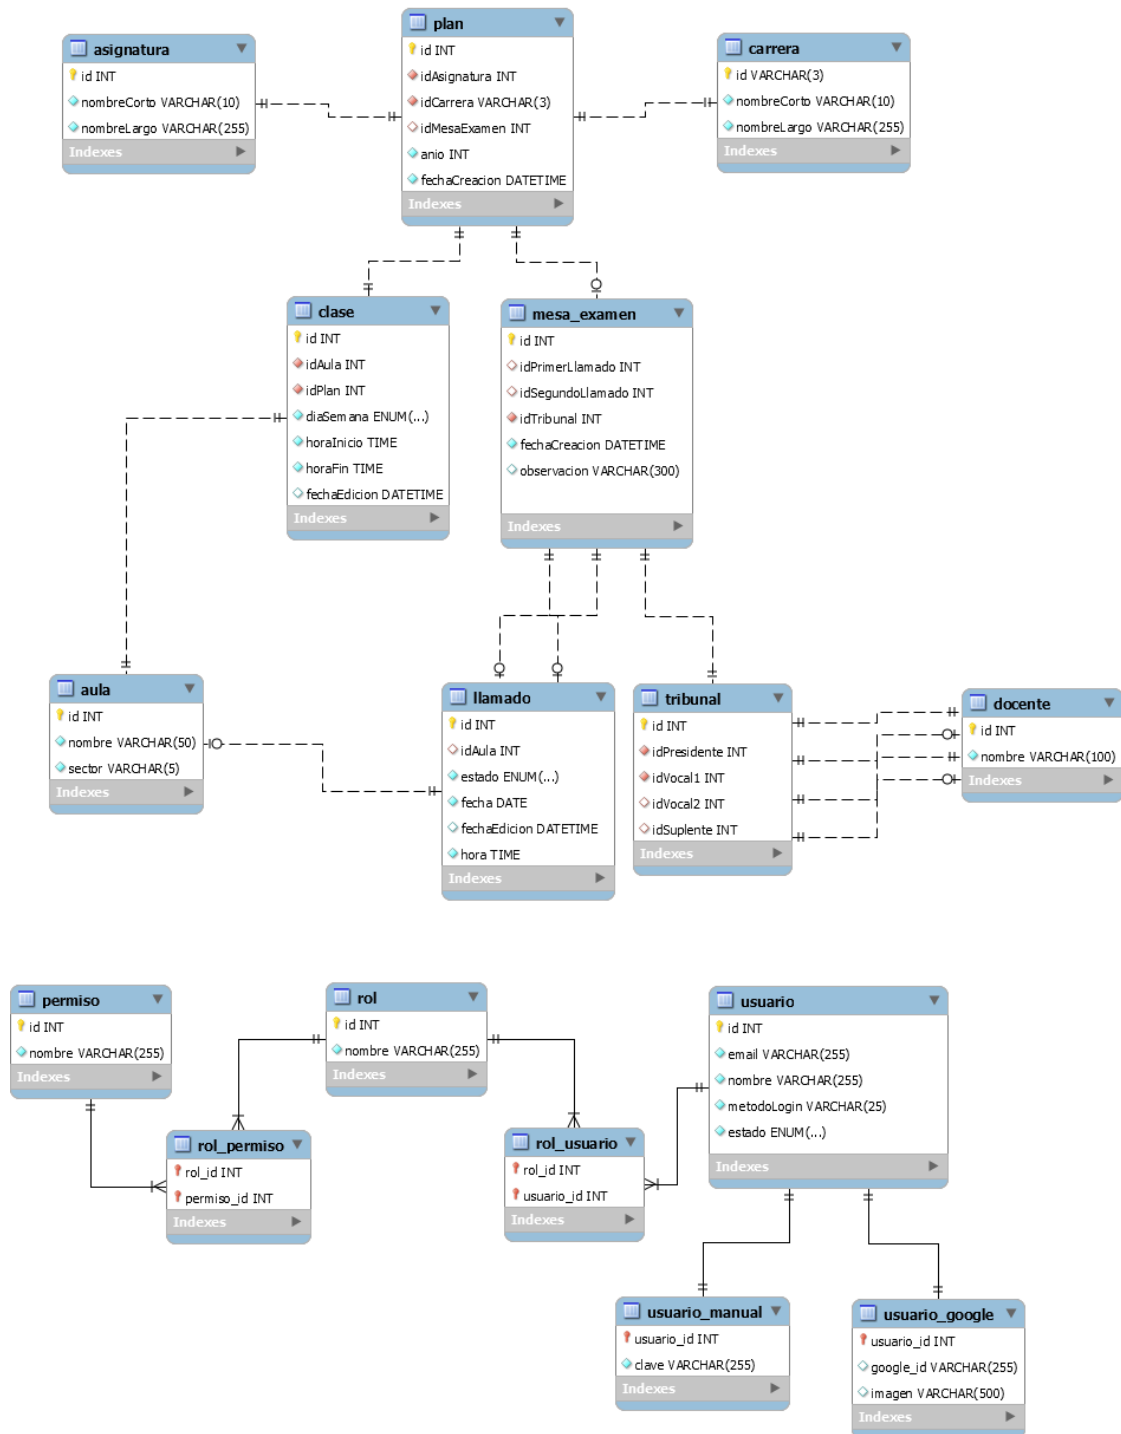 plan
id INT
idAsignatura INT
idCarrera VARCHAR(3)
idMesaExamen INT
anio INT
fechaCreacion DATETIME
Indexes
asignatura
id INT
nombreCorto VARCHAR(10)
nombreLargo VARCHAR(255)
Indexes
carrera
id VARCHAR(3)
nombreCorto VARCHAR(10)
nombreLargo VARCHAR(255)
Indexes
clase
id INT
idAula INT
idPlan INT
diaSemana ENUM(...)
horaInicio TIME
horaFin TIME
fechaEdicion DATETIME
Indexes
mesa_examen
id INT
idPrimerLlamado INT
idSegundoLlamado INT
idTribunal INT
fechaCreacion DATETIME
observacion VARCHAR(300)
Indexes
aula
id INT
nombre VARCHAR(50)
sector VARCHAR(5)
Indexes
llamado
id INT
idAula INT
estado ENUM(...)
fecha DATE
fechaEdicion DATETIME
hora TIME
Indexes
tribunal
id INT
idPresidente INT
idVocal1 INT
idVocal2 INT
idSuplente INT
Indexes
docente
id INT
nombre VARCHAR(100)
Indexes
permiso
id INT
nombre VARCHAR(255)
Indexes
rol
id INT
nombre VARCHAR(255)
Indexes
usuario
id INT
email VARCHAR(255)
nombre VARCHAR(255)
metodoLogin VARCHAR(25)
estado ENUM(...)
Indexes
rol_permiso
rol_id INT
permiso_id INT
Indexes
rol_usuario
rol_id INT
usuario_id INT
Indexes
usuario_manual
usuario_id INT
clave VARCHAR(255)
Indexes
usuario_google
usuario_id INT
google_id VARCHAR(255)
imagen VARCHAR(500)
Indexes